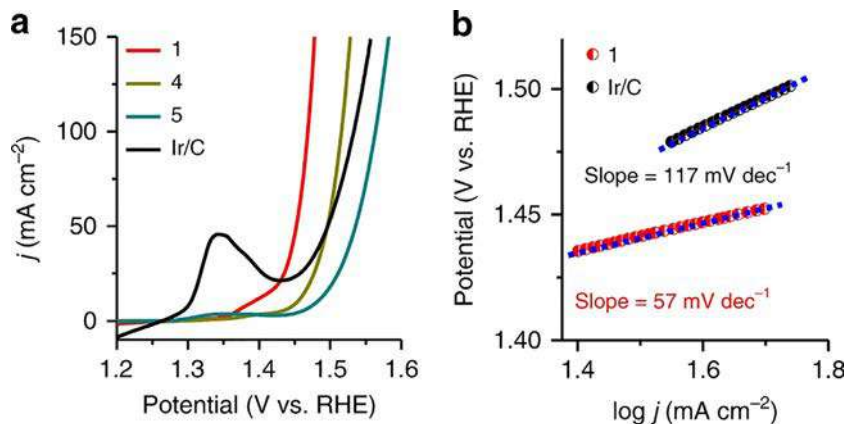 a
150
100
50
0
j (mA cm⁻²)
1
4
5
Ir/C
1.2 1.3 1.4 1.5 1.6
Potential (V vs. RHE)
b
1.50
1.45
1.40
Potential (V vs. RHE)
1
Ir/C
Slope = 117 mV dec⁻¹
Slope = 57 mV dec⁻¹
1.4 1.6 1.8
log j (mA cm⁻²)